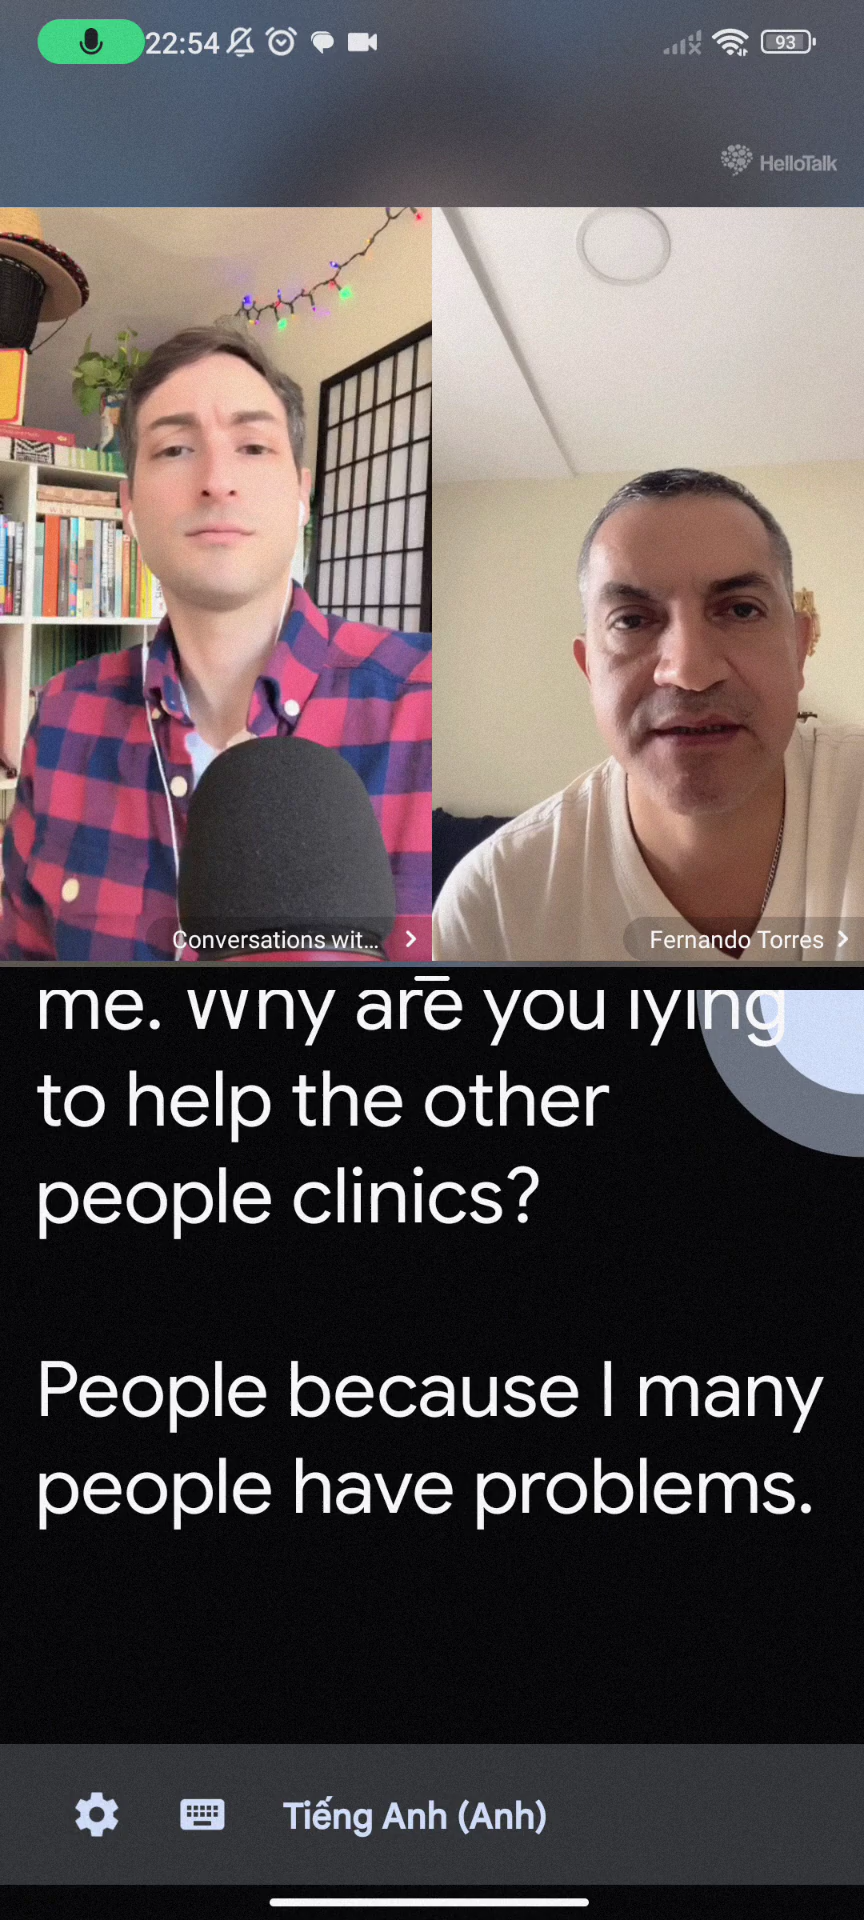 22:54
93
HelloTalk
Conversations wit...
Fernando Torres
me. Why are you lying
to help the other
people clinics?
People because I many
people have problems.
Tiếng Anh (Anh)